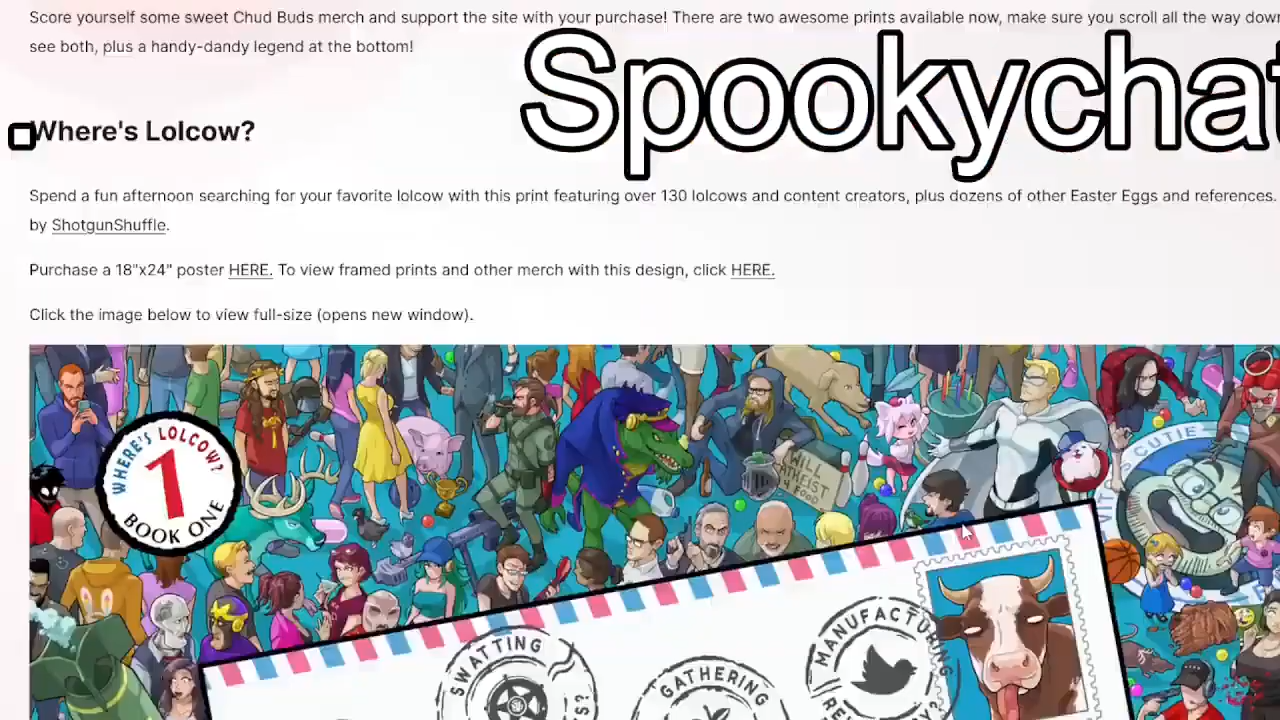 Score yourself some sweet Chud Buds merch and support the site with your purchase! There are two awesome prints available now, make sure you scroll all the way down
see both, plus a handy-dandy legend at the bottom!
Spookychat
Where's Lolcow?
Spend a fun afternoon searching for your favorite lolcow with this print featuring over 130 lolcows and content creators, plus dozens of other Easter Eggs and references.
by ShotgunShuffle.
Purchase a 18"x24" poster HERE. To view framed prints and other merch with this design, click HERE.
Click the image below to view full-size (opens new window).
WHERE'S LOLCOW?
1
BOOK ONE
WILL
ATHEIST
FOOD
CUTIE
SWATTING
GATHERING
MANUFACTURING